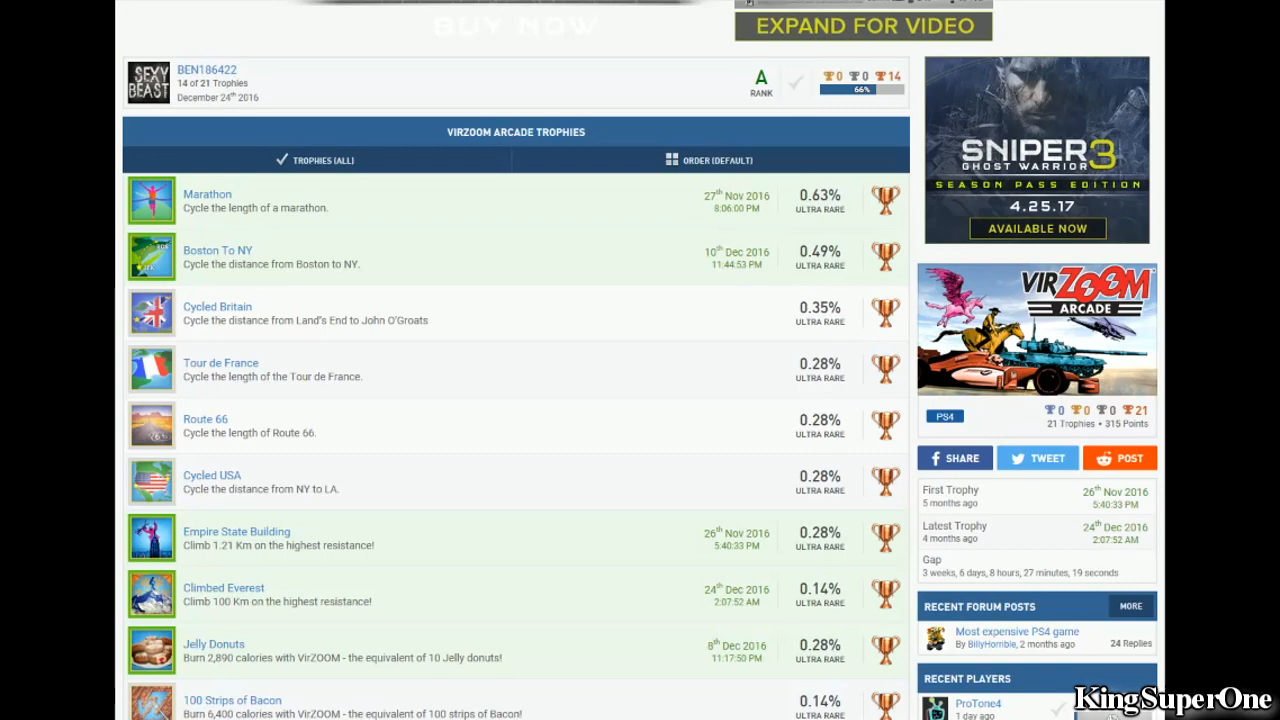 BUY NOW
EXPAND FOR VIDEO
SEXY
BEAST
BEN186422
14 of 21 Trophies
December 24th 2016
A
RANK
0 0 14
66%
VIRZOOM ARCADE TROPHIES
TROPHIES (ALL)
ORDER (DEFAULT)
Marathon
Cycle the length of a marathon.
27th Nov 2016
8:06:00 PM
0.63%
ULTRA RARE
Boston To NY
Cycle the distance from Boston to NY.
10th Dec 2016
11:44:53 PM
0.49%
ULTRA RARE
Cycled Britain
Cycle the distance from Land's End to John O'Groats
0.35%
ULTRA RARE
Tour de France
Cycle the length of the Tour de France.
0.28%
ULTRA RARE
Route 66
Cycle the length of Route 66.
0.28%
ULTRA RARE
Cycled USA
Cycle the distance from NY to LA.
0.28%
ULTRA RARE
Empire State Building
Climb 1.21 Km on the highest resistance!
26th Nov 2016
5:40:33 PM
0.28%
ULTRA RARE
Climbed Everest
Climb 100 Km on the highest resistance!
24th Dec 2016
2:07:52 AM
0.14%
ULTRA RARE
Jelly Donuts
Burn 2,890 calories with VirZOOM - the equivalent of 10 Jelly donuts!
8th Dec 2016
11:17:50 PM
0.28%
ULTRA RARE
100 Strips of Bacon
Burn 6,400 calories with VirZOOM - the equivalent of 100 strips of Bacon!
0.14%
ULTRA RARE
SNIPER 3
GHOST WARRIOR
SEASON PASS EDITION
4.25.17
AVAILABLE NOW
VIRZOOM
ARCADE
PS4
0 0 0 21
21 Trophies • 315 Points
SHARE
TWEET
POST
First Trophy
5 months ago
26th Nov 2016
5:40:33 PM
Latest Trophy
4 months ago
24th Dec 2016
2:07:52 AM
Gap
3 weeks, 6 days, 8 hours, 27 minutes, 19 seconds
RECENT FORUM POSTS
MORE
Most expensive PS4 game
By BillyHorrible, 2 months ago
24 Replies
RECENT PLAYERS
ProTone4
1 day ago
KingSuperOne